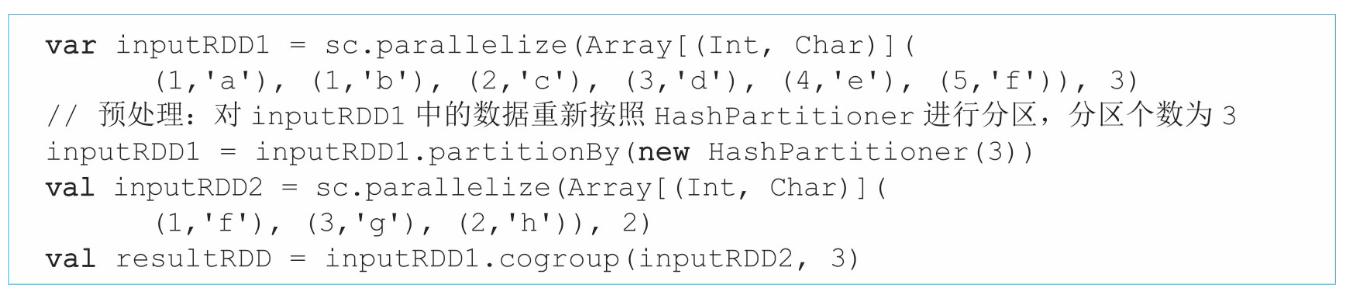 var inputRDD1 = sc.parallelize(Array[(Int, Char)](
(1,'a'), (1,'b'), (2,'c'), (3,'d'), (4,'e'), (5,'f')), 3)
// 预处理：对 inputRDD1 中的数据重新按照 HashPartitioner 进行分区，分区个数为 3
inputRDD1 = inputRDD1.partitionBy(new HashPartitioner(3))
val inputRDD2 = sc.parallelize(Array[(Int, Char)](
(1,'f'), (3,'g'), (2,'h')), 2)
val resultRDD = inputRDD1.cogroup(inputRDD2, 3)